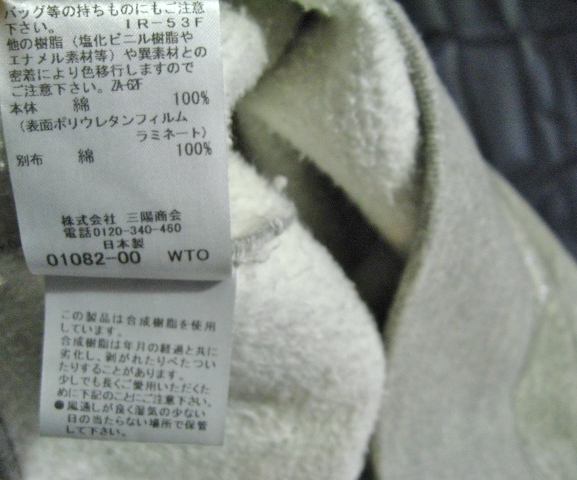 バッグ等の持ちものにもご注意
下さい。 IR-53F
他の樹脂（塩化ビニル樹脂や
エナメル素材等）や異素材との
密着により色移行しますので
ご注意下さい。ZA-62F
本体 綿 100%
（表面ポリウレタンフィルム
ラミネート）
別布 綿 100%
株式会社 三陽商会
電話0120-340-460
日本製
01082-00 WTO
この製品は合成樹脂を使用
しています。
合成樹脂は年月の経過と共に
劣化し、剥がれたりべたつい
たりすることがあります。
少しでも長くご愛用いただくた
めに下記のことにご注意下さい。
●風通しが良く湿気の少ない
日の当たらない場所で保管
して下さい。